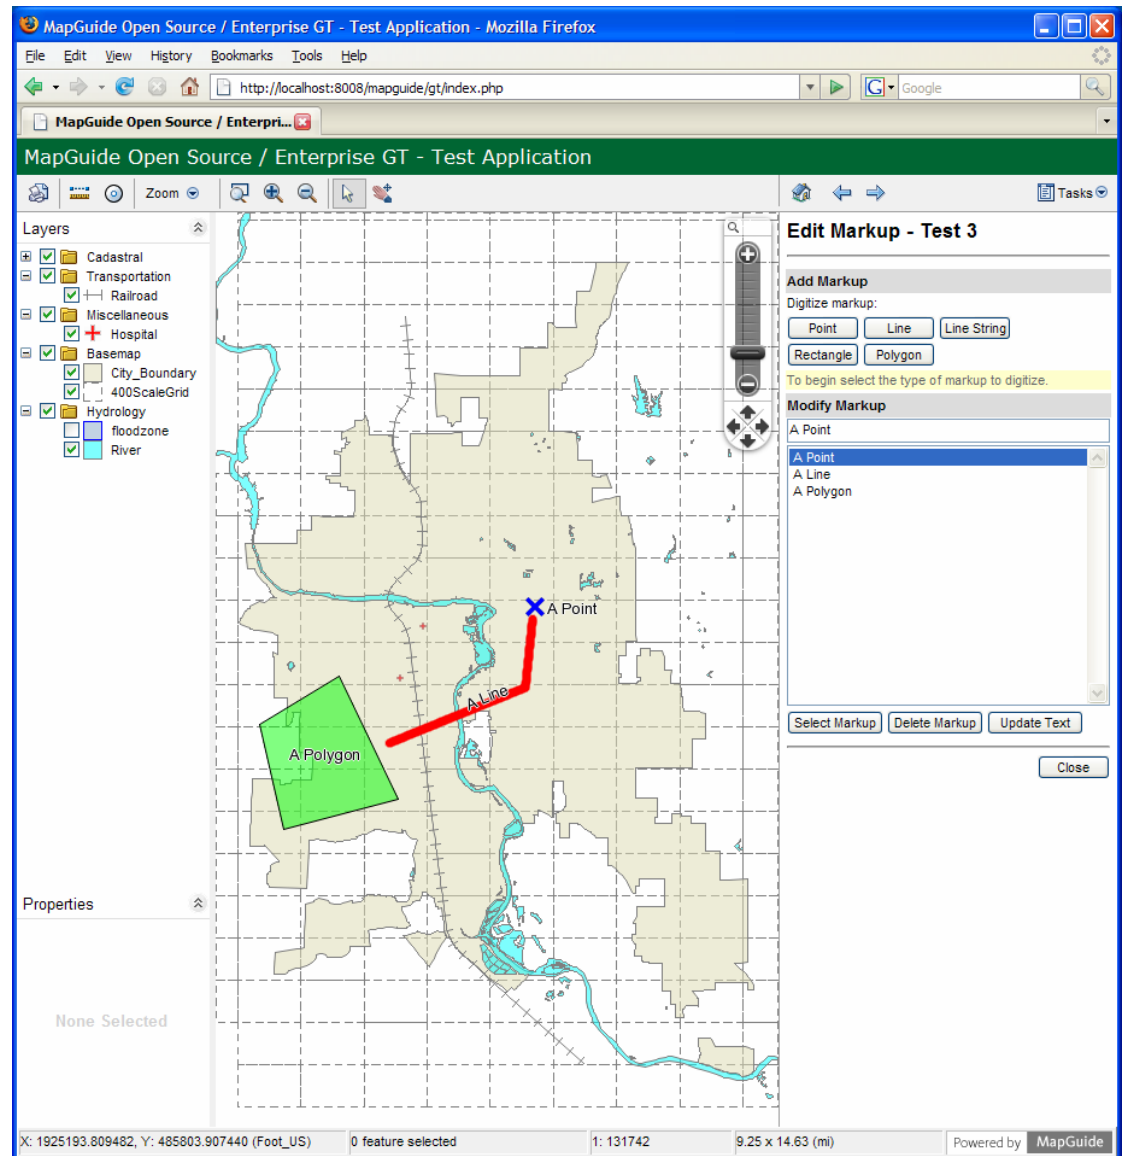 MapGuide Open Source / Enterprise GT - Test Application - Mozilla Firefox
File Edit View History Bookmarks Tools Help
http://localhost:8008/mapguide/gt/index.php
G Google
MapGuide Open Source / Enterpri...
MapGuide Open Source / Enterprise GT - Test Application
Zoom
Tasks
Layers
Cadastral
Transportation
Railroad
Miscellaneous
Hospital
Basemap
City_Boundary
400ScaleGrid
Hydrology
floodzone
River
Properties
None Selected
A Point
A Line
A Polygon
Edit Markup - Test 3
Add Markup
Digitize markup:
Point Line Line String
Rectangle Polygon
To begin select the type of markup to digitize.
Modify Markup
A Point
A Point
A Line
A Polygon
Select Markup Delete Markup Update Text
Close
X: 1925193.809482, Y: 485803.907440 (Foot_US) 0 feature selected 1: 131742 9.25 x 14.63 (mi) Powered by MapGuide